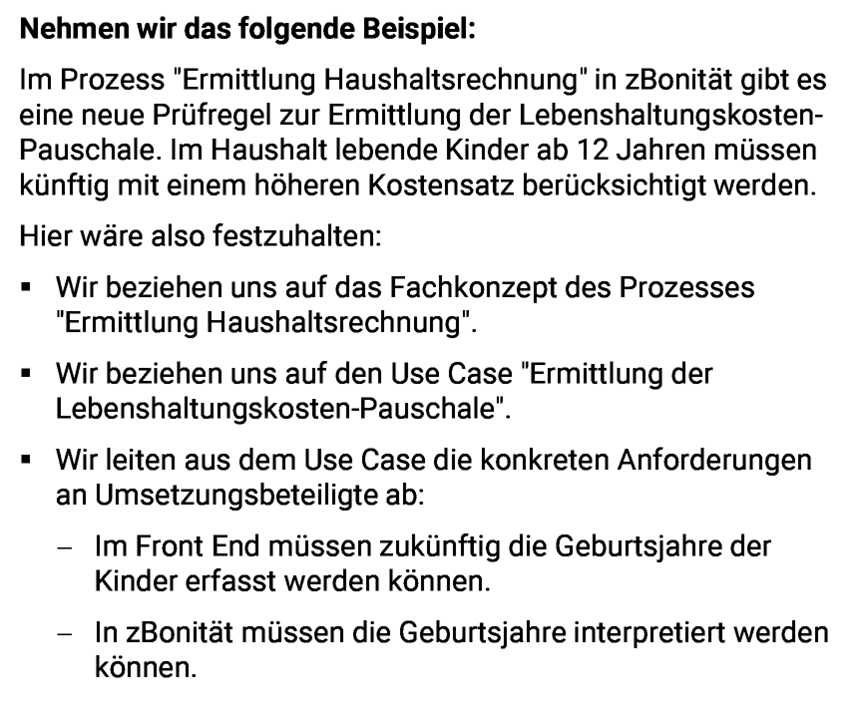 Nehmen wir das folgende Beispiel:
Im Prozess "Ermittlung Haushaltsrechnung" in zBonität gibt es
eine neue Prüfregel zur Ermittlung der Lebenshaltungskosten-
Pauschale. Im Haushalt lebende Kinder ab 12 Jahren müssen
künftig mit einem höheren Kostensatz berücksichtigt werden.
Hier wäre also festzuhalten:
▪ Wir beziehen uns auf das Fachkonzept des Prozesses
"Ermittlung Haushaltsrechnung".
▪ Wir beziehen uns auf den Use Case "Ermittlung der
Lebenshaltungskosten-Pauschale".
▪ Wir leiten aus dem Use Case die konkreten Anforderungen
an Umsetzungsbeteiligte ab:
– Im Front End müssen zukünftig die Geburtsjahre der
Kinder erfasst werden können.
– In zBonität müssen die Geburtsjahre interpretiert werden
können.